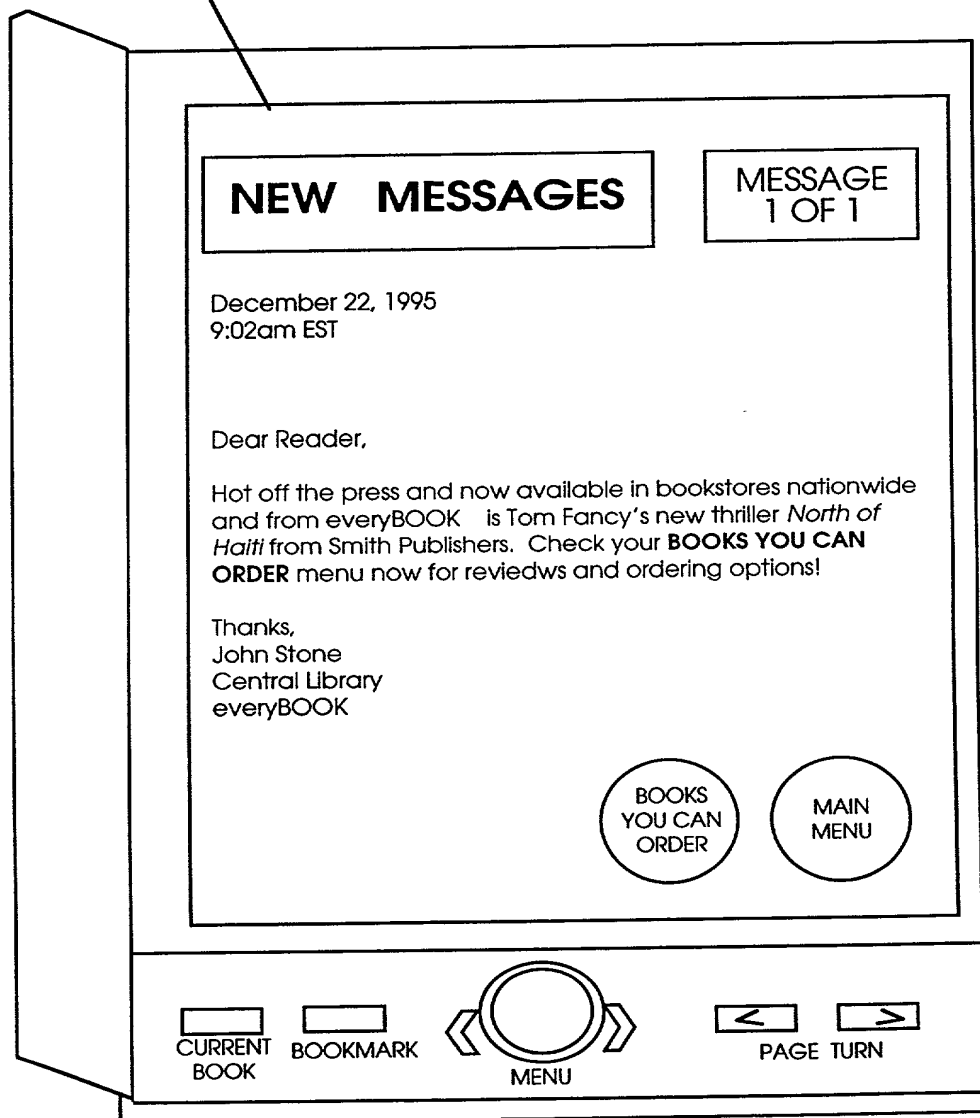 NEW MESSAGES
MESSAGE
1 OF 1
December 22, 1995
9:02am EST
Dear Reader,
Hot off the press and now available in bookstores nationwide
and from everyBOOK is Tom Fancy's new thriller North of
Haiti from Smith Publishers. Check your BOOKS YOU CAN
ORDER menu now for reviedws and ordering options!
Thanks,
John Stone
Central Library
everyBOOK
BOOKS
YOU CAN
ORDER
MAIN
MENU
CURRENT
BOOK
BOOKMARK
MENU
< >
PAGE TURN